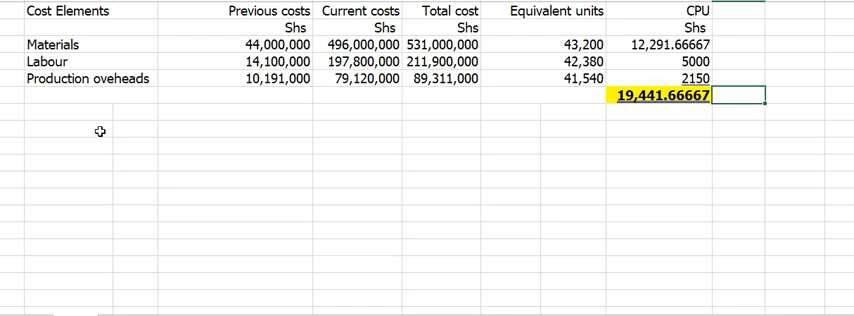 Cost Elements Previous costs Current costs Total cost Equivalent units CPU
Shs Shs Shs Shs
Materials 44,000,000 496,000,000 531,000,000 43,200 12,291.66667
Labour 14,100,000 197,800,000 211,900,000 42,380 5000
Production oveheads 10,191,000 79,120,000 89,311,000 41,540 2150
19,441.66667